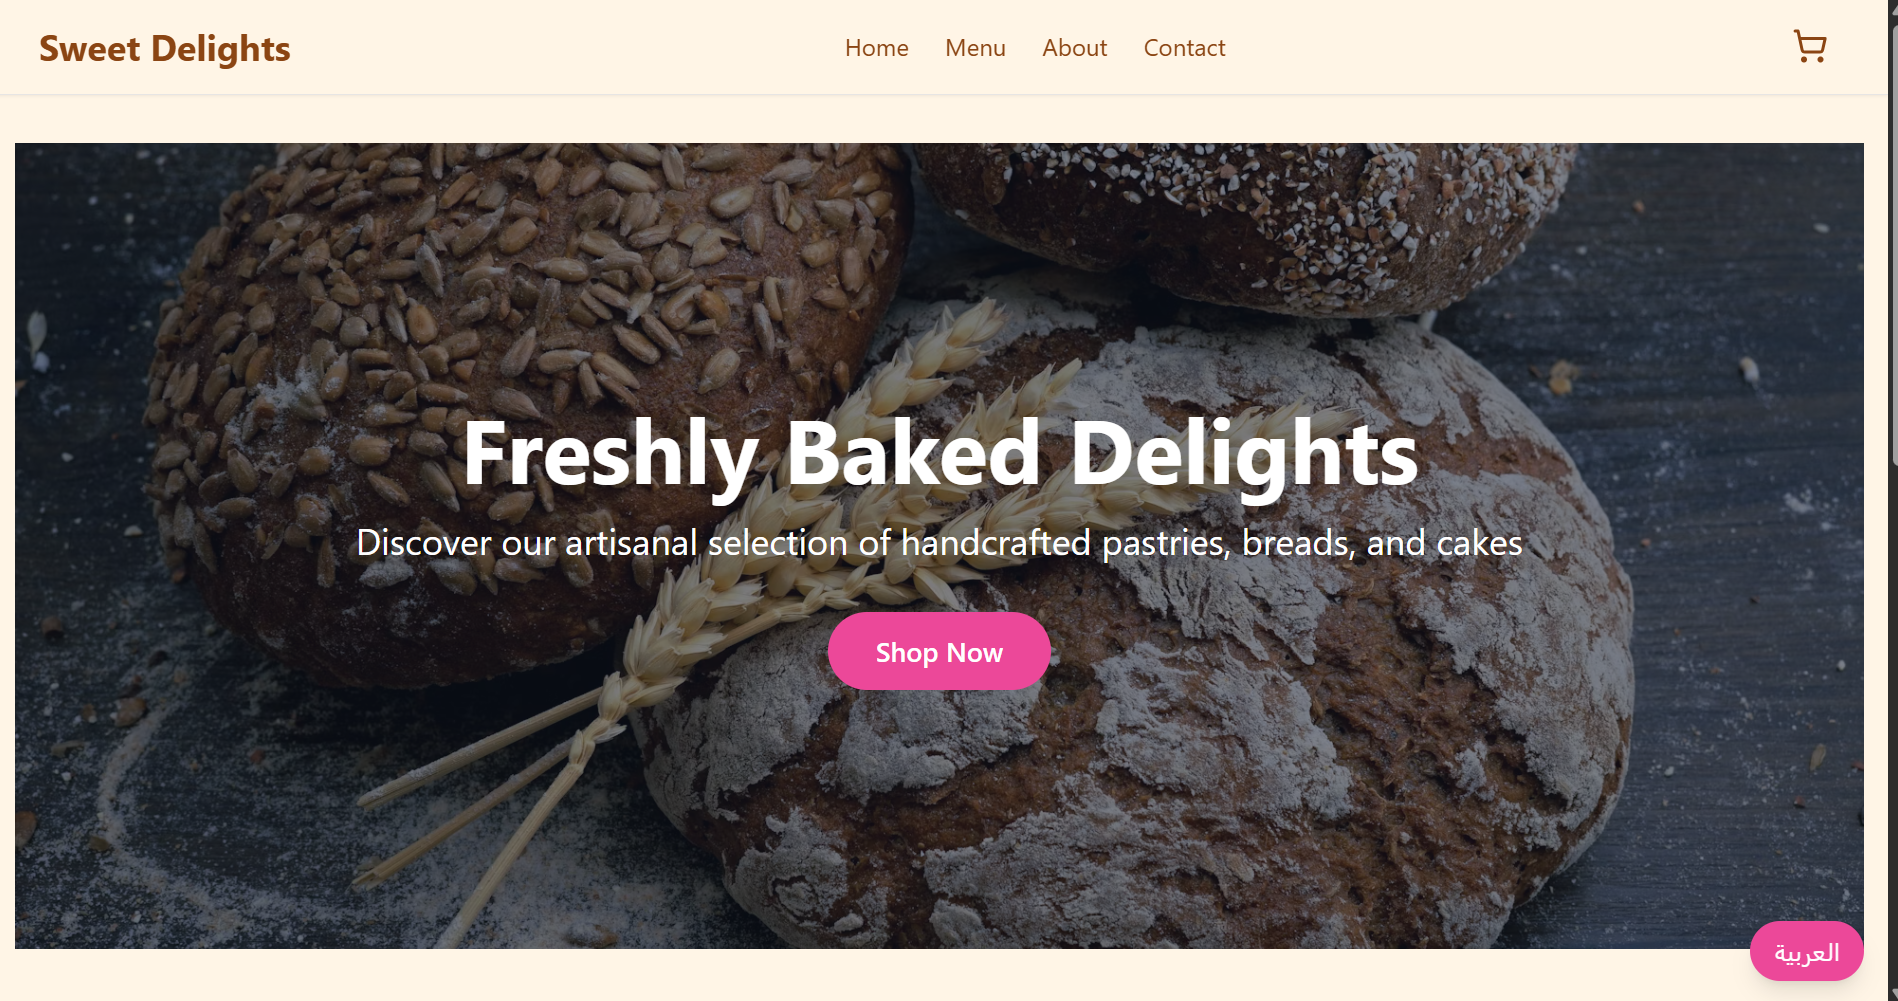 Sweet Delights
Home
Menu
About
Contact
Freshly Baked Delights
Discover our artisanal selection of handcrafted pastries, breads, and cakes
Shop Now
العربية